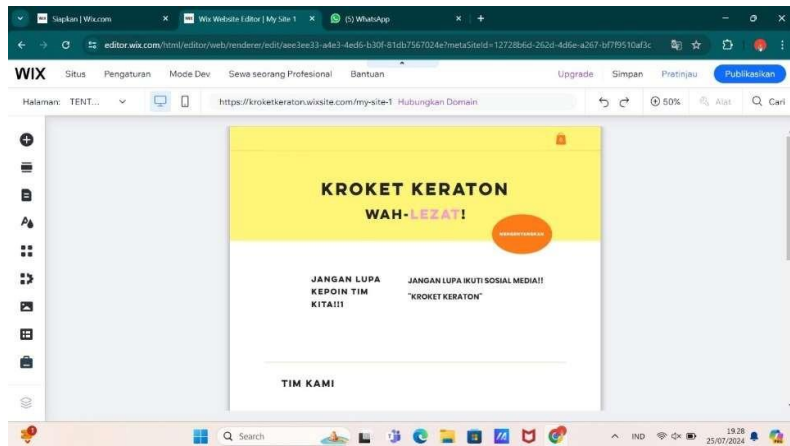 Siapkan | Wix.com
Wix Website Editor | My Site 1
(5) WhatsApp
editor.wix.com/html/editor/web/renderer/edit/aee3ee33-a4e3-4ed6-b30f-81db7567024e?metaSiteId=12728b6d-262d-4d6e-a267-bf7f9510af3c
WIX Situs Pengaturan Mode Dev Sewa seorang Profesional Bantuan Upgrade Simpan Pratinjau Publikasikan
Halaman: TENT... https://kroketkeraton.wixsite.com/my-site-1 Hubungkan Domain 50% Alat Cari
KROKET KERATON
WAH-LEZAT!
JANGAN LUPA
KEPOIN TIM
KITA!!1
JANGAN LUPA IKUTI SOSIAL MEDIA!!
"KROKET KERATON"
TIM KAMI
Search
IND
19.28
25/07/2024